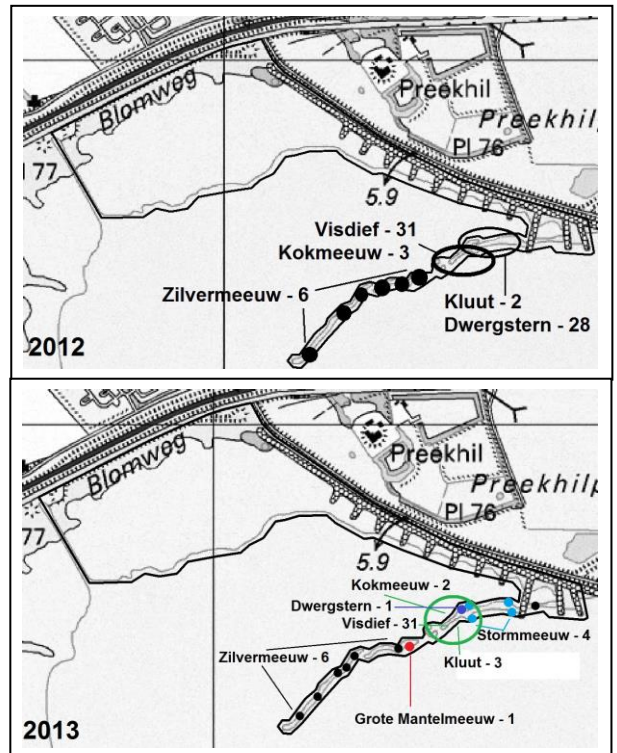 Blomweg
Preekhil
Preekhilp
Pl 76
77
5.9
Visdief - 31
Kokmeeuw - 3
Zilvermeeuw - 6
Kluut - 2
Dwergstern - 28
2012
Blomweg
Preekhil
Preekhilp
Pl 76
77
5.9
Kokmeeuw - 2
Dwergstern - 1
Visdief - 31
Stormmeeuw - 4
Zilvermeeuw - 6
Kluut - 3
Grote Mantelmeeuw - 1
2013